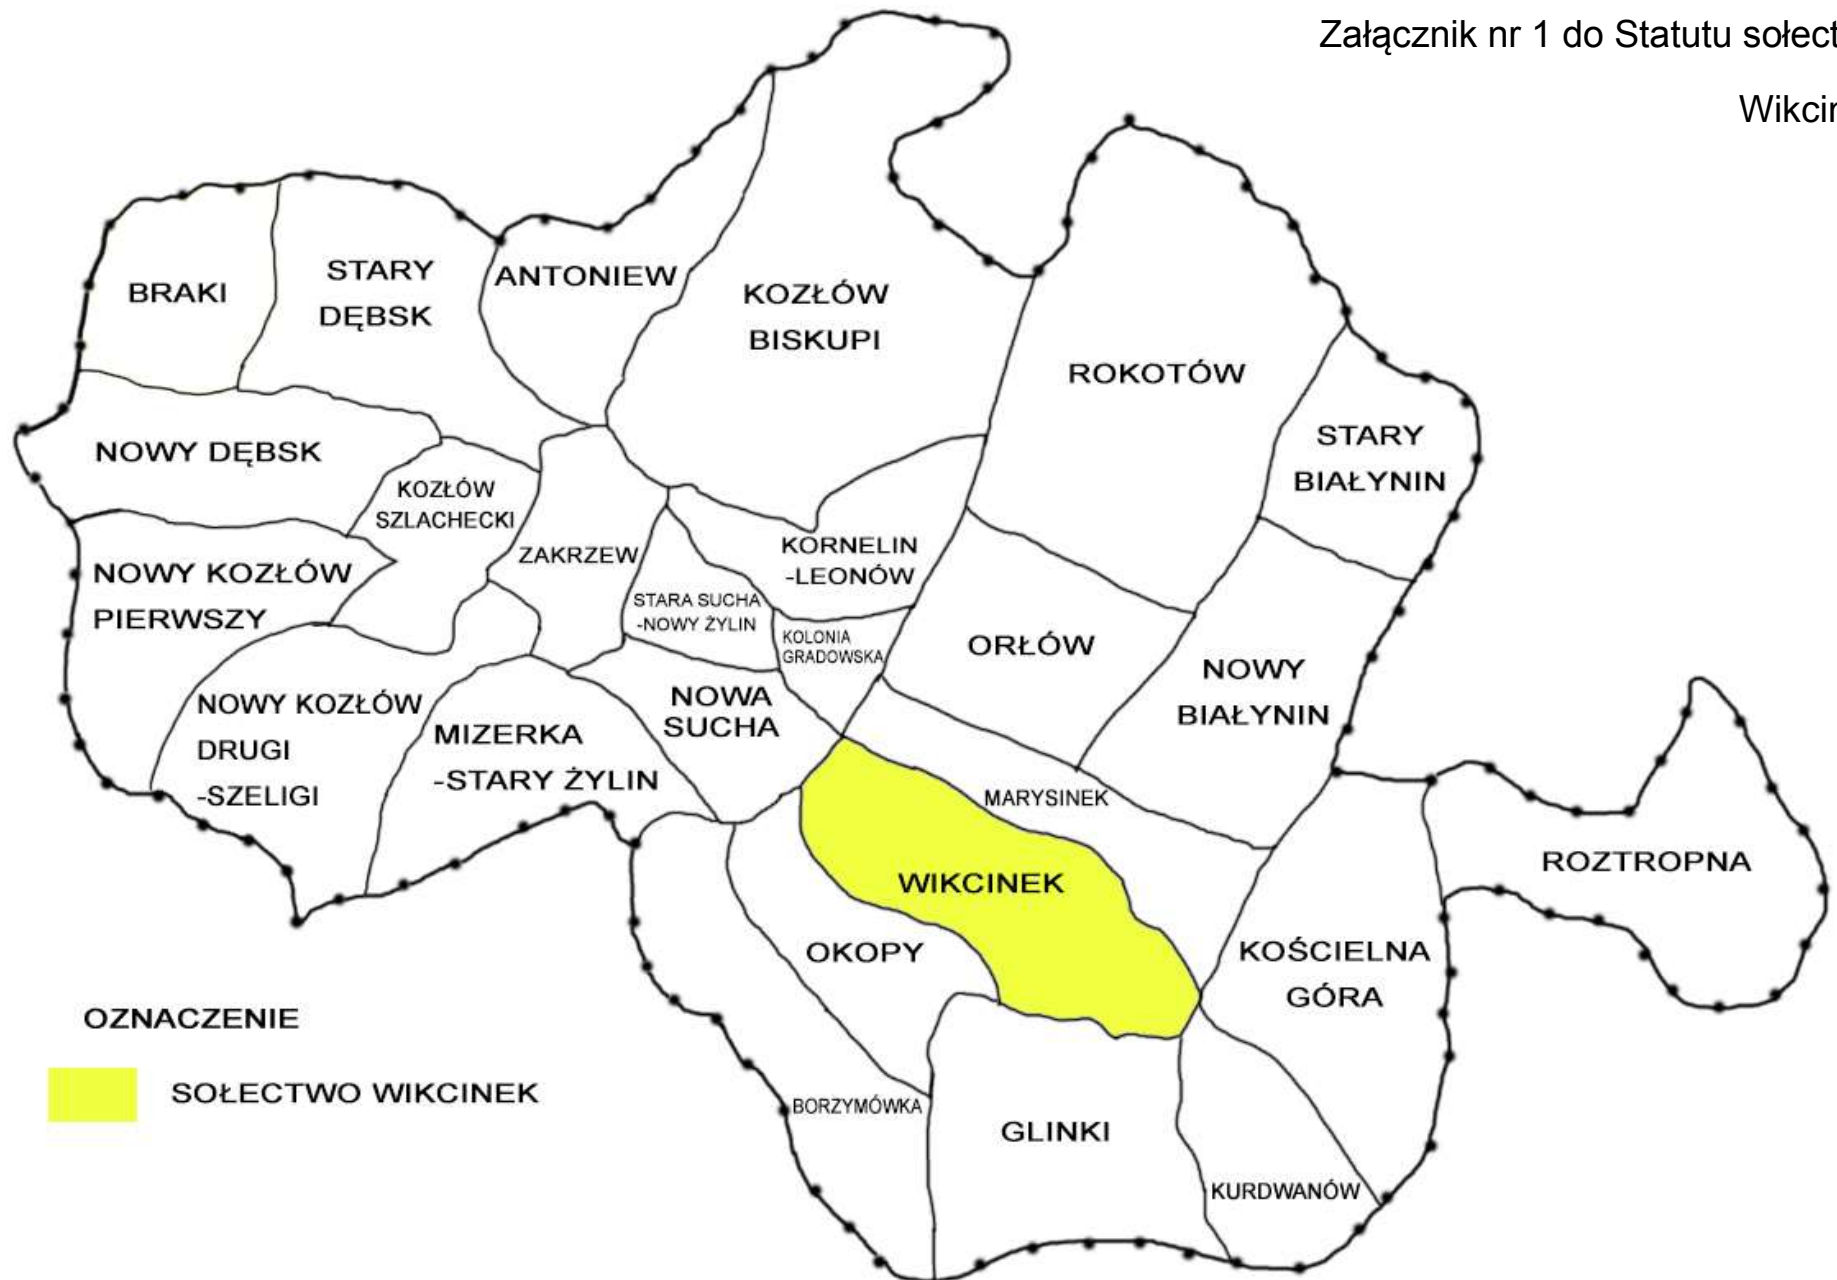 Załącznik nr 1 do Statutu sołect
Wikcin
BRAKI
STARY
DĘBSK
ANTONIEW
KOZŁÓW
BISKUPI
ROKOTÓW
STARY
BIAŁYNIN
NOWY DĘBSK
KOZŁÓW
SZLACHECKI
ZAKRZEW
KORNELIN
-LEONÓW
NOWY KOZŁÓW
PIERWSZY
STARA SUCHA
-NOWY ŻYLIN
KOLONIA
GRADOWSKA
ORŁÓW
NOWY
BIAŁYNIN
NOWY KOZŁÓW
DRUGI
-SZELIGI
MIZERKA
-STARY ŻYLIN
NOWA
SUCHA
MARYSINEK
WIKCINEK
ROZTROPNA
OKOPY
KOŚCIELNA
GÓRA
OZNACZENIE
SOŁECTWO WIKCINEK
BORZYMÓWKA
GLINKI
KURDWANÓW